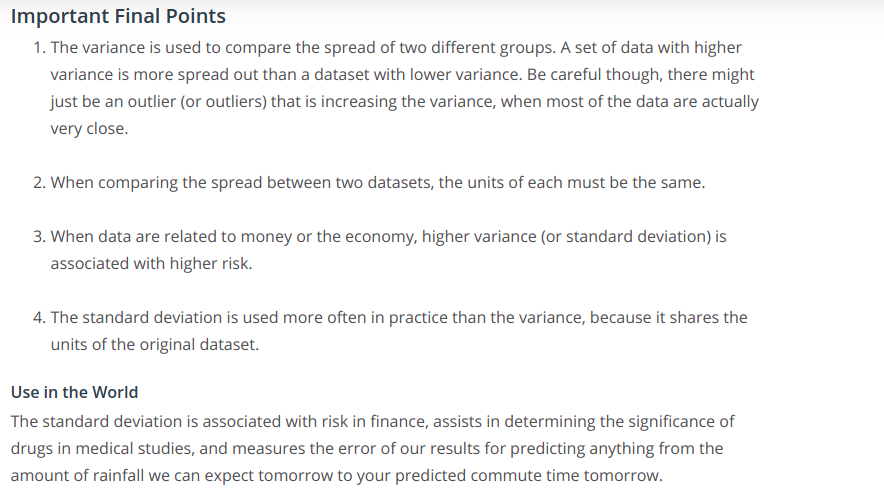 Important Final Points
1. The variance is used to compare the spread of two different groups. A set of data with higher
variance is more spread out than a dataset with lower variance. Be careful though, there might
just be an outlier (or outliers) that is increasing the variance, when most of the data are actually
very close.
2. When comparing the spread between two datasets, the units of each must be the same.
3. When data are related to money or the economy, higher variance (or standard deviation) is
associated with higher risk.
4. The standard deviation is used more often in practice than the variance, because it shares the
units of the original dataset.
Use in the World
The standard deviation is associated with risk in finance, assists in determining the significance of
drugs in medical studies, and measures the error of our results for predicting anything from the
amount of rainfall we can expect tomorrow to your predicted commute time tomorrow.